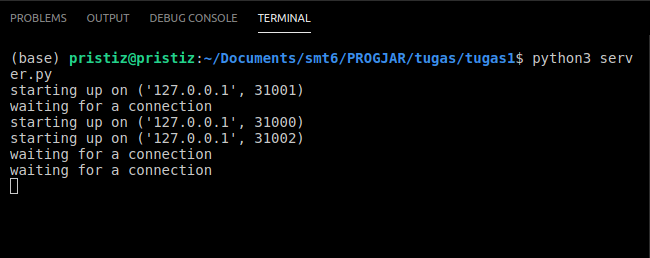 PROBLEMS OUTPUT DEBUG CONSOLE TERMINAL
(base) pristiz@pristiz:~/Documents/smt6/PROGJAR/tugas/tugas1$ python3 serv
er.py
starting up on ('127.0.0.1', 31001)
waiting for a connection
starting up on ('127.0.0.1', 31000)
starting up on ('127.0.0.1', 31002)
waiting for a connection
waiting for a connection